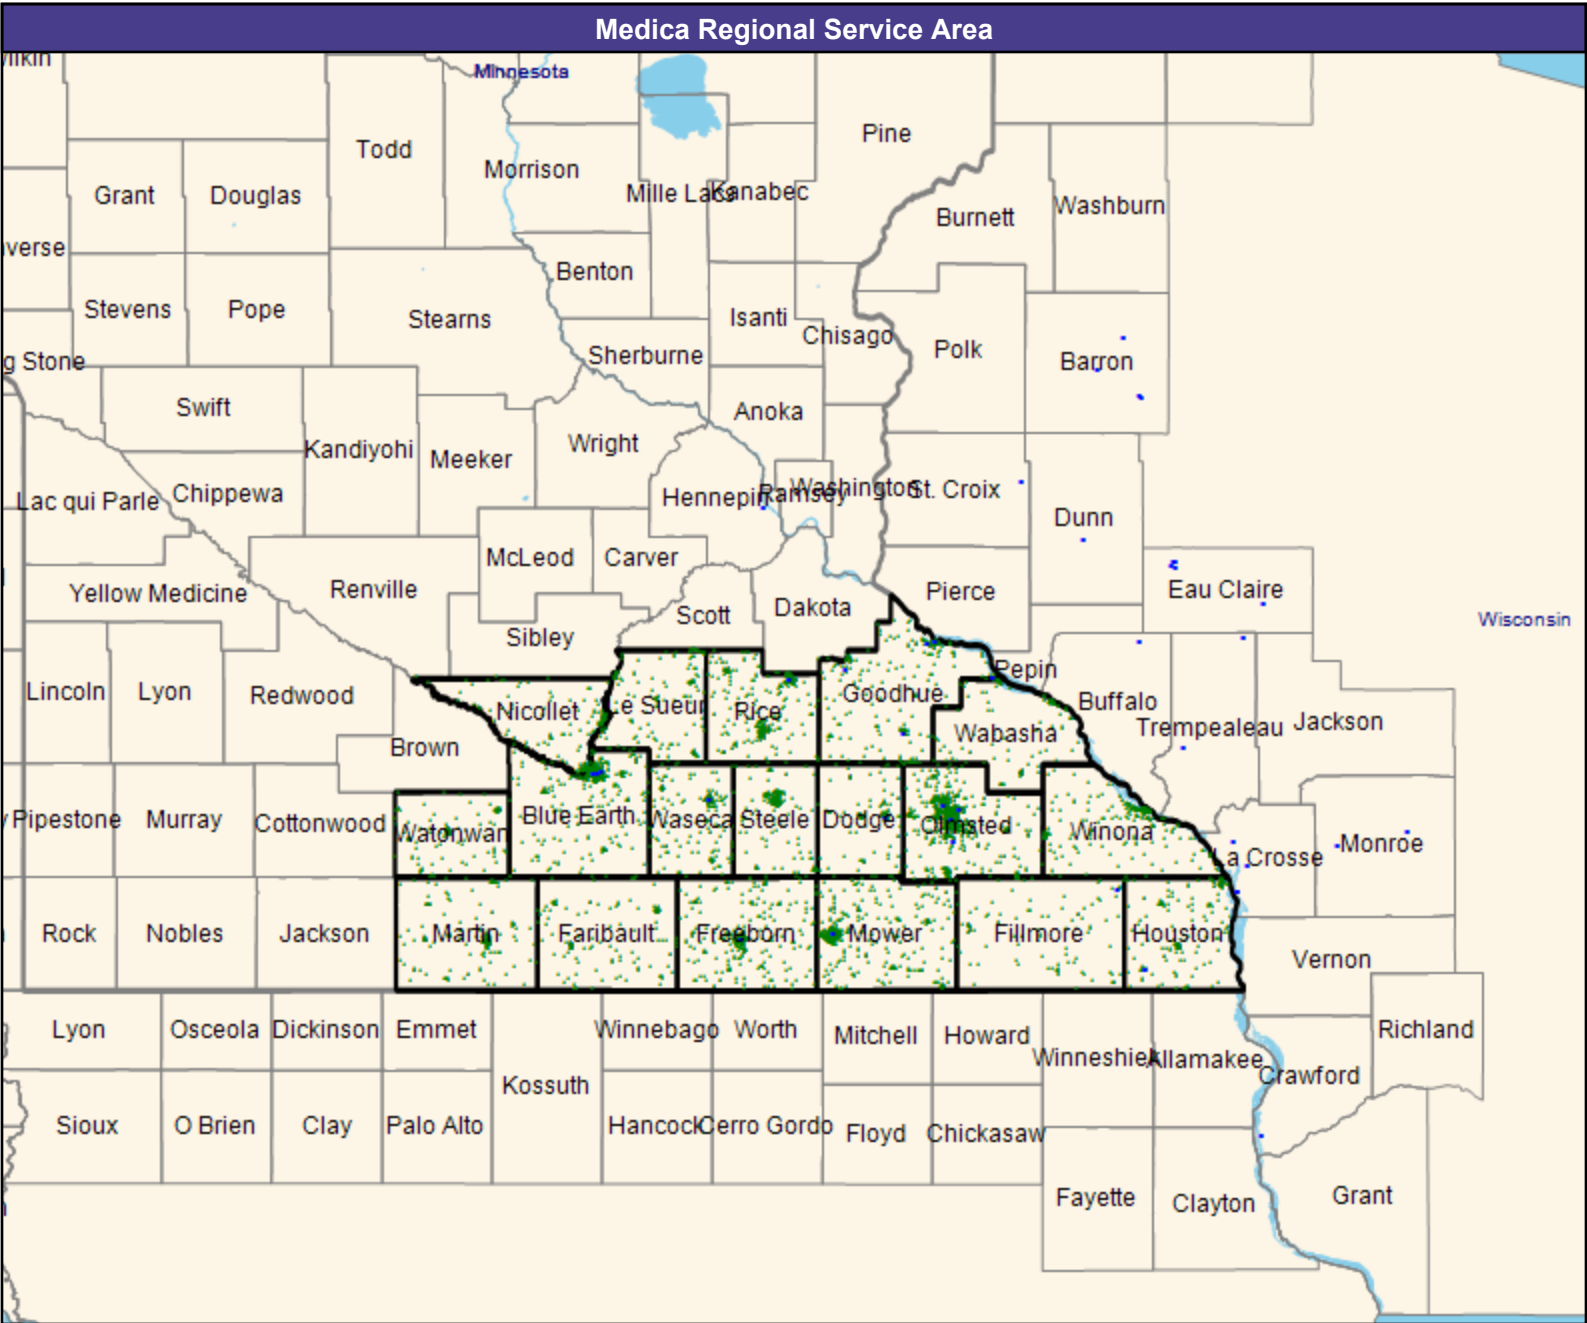 Medica Regional Service Area
Minnesota
Todd
Pine
Morrison
Grant
Douglas
Mille Lacs
Kanabec
Burnett
Washburn
verse
Benton
Stevens
Pope
Stearns
Isanti
Chisago
Polk
Barron
Sherburne
g Stone
Swift
Anoka
Kandiyohi
Meeker
Wright
Lac qui Parle
Chippewa
Hennepin
Ramsey
Washington
St. Croix
Dunn
McLeod
Carver
Yellow Medicine
Renville
Pierce
Eau Claire
Scott
Dakota
Wisconsin
Sibley
Pepin
Lincoln
Lyon
Redwood
Nicollet
Le Sueur
Rice
Goodhue
Buffalo
Trempealeau
Jackson
Brown
Wabasha
Pipestone
Murray
Cottonwood
Watonwan
Blue Earth
Waseca
Steele
Dodge
Olmsted
Winona
La Crosse
Monroe
Rock
Nobles
Jackson
Martin
Faribault
Freeborn
Mower
Fillmore
Houston
Vernon
Lyon
Osceola
Dickinson
Emmet
Winnebago
Worth
Mitchell
Howard
Winneshiek
Allamakee
Richland
Kossuth
Crawford
Sioux
O Brien
Clay
Palo Alto
Hancock
Cerro Gordo
Floyd
Chickasaw
Fayette
Clayton
Grant